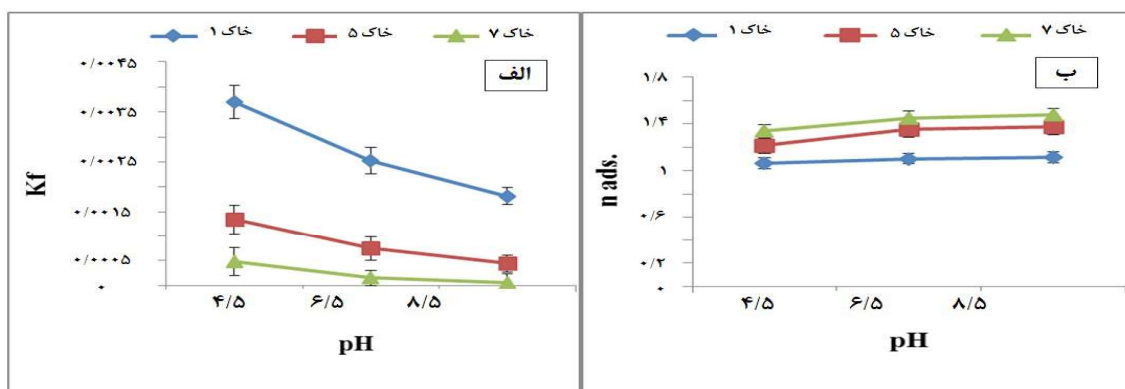 خاک ۱ خاک ۵ خاک ۷
الف
۰/۰۰۴۵
۰/۰۰۳۵
۰/۰۰۲۵
۰/۰۰۱۵
۰/۰۰۰۵
۰
Kf
۴/۵ ۶/۵ ۸/۵
pH
خاک ۱ خاک ۵ خاک ۷
ب
۱/۸
۱/۴
۱
۰/۶
۰/۲
۰
n ads.
۴/۵ ۶/۵ ۸/۵
pH